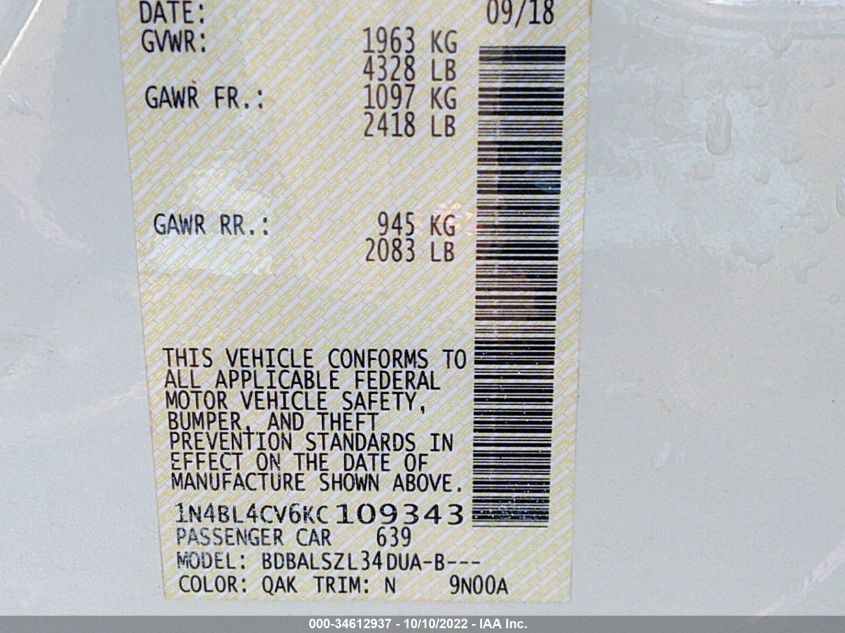 DATE: 09/18
GVWR: 1963 KG
4328 LB
GAWR FR.: 1097 KG
2418 LB
GAWR RR.: 945 KG
2083 LB
THIS VEHICLE CONFORMS TO
ALL APPLICABLE FEDERAL
MOTOR VEHICLE SAFETY,
BUMPER, AND THEFT
PREVENTION STANDARDS IN
EFFECT ON THE DATE OF
MANUFACTURE SHOWN ABOVE.
1N4BL4CV6KC109343
PASSENGER CAR 639
MODEL: BDBALSZL34DUA-B---
COLOR: QAK TRIM: N 9N00A
000-34612937 - 10/10/2022 - IAA Inc.